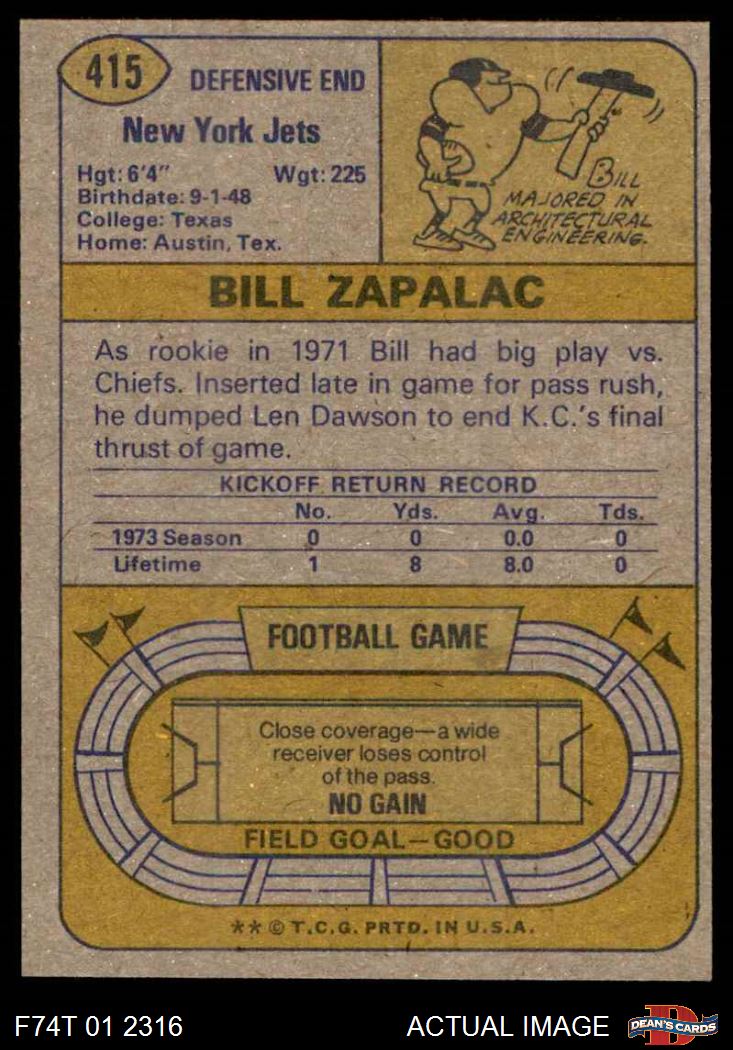 415
DEFENSIVE END
New York Jets
Hgt: 6'4" Wgt: 225
Birthdate: 9-1-48
College: Texas
Home: Austin, Tex.
BILL
MAJORED IN
ARCHITECTURAL
ENGINEERING.
BILL ZAPALAC
As rookie in 1971 Bill had big play vs.
Chiefs. Inserted late in game for pass rush,
he dumped Len Dawson to end K.C.'s final
thrust of game.
KICKOFF RETURN RECORD
No. Yds. Avg. Tds.
1973 Season 0 0 0.0 0
Lifetime 1 8 8.0 0
FOOTBALL GAME
Close coverage—a wide
receiver loses control
of the pass.
NO GAIN
FIELD GOAL—GOOD
** © T.C.G. PRTD. IN U.S.A.
F74T 01 2316 ACTUAL IMAGE
D
DEAN'S CARDS